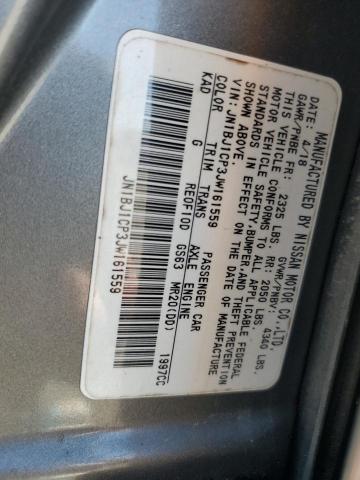 MANUFACTURED BY NISSAN MOTOR CO.,LTD.
DATE: 4/18 GVWR/PNBV: 4340 LBS.
GAWR/PNBE FR: 2325 LBS. RR: 2050 LBS.
THIS MOTOR VEHICLE CONFORMS TO ALL APPLICABLE FEDERAL
MOTOR VEHICLE SAFETY,BUMPER,AND THEFT PREVENTION
STANDARDS IN EFFECT ON THE DATE OF MANUFACTURE
SHOWN ABOVE.
VIN:JN1BJ1CP3JW161559 PASSENGER CAR
COLOR TRIM TRANS AXLE ENGINE
KAD G RE0F10D GS63 MR20(DD) 1997CC
JN1BJ1CP3JW161559